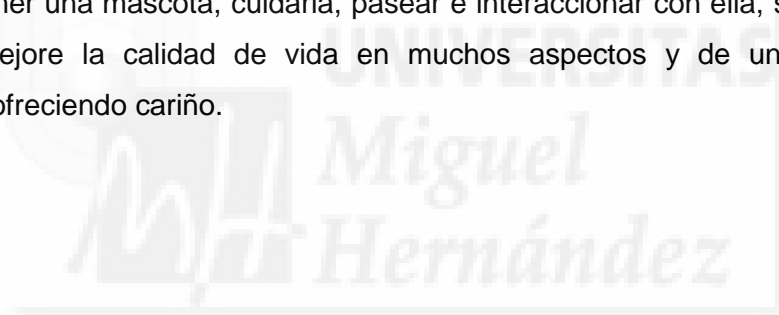 ner una mascota, cuidarla, pasear e interaccionar con ella, s
ejore la calidad de vida en muchos aspectos y de un
ofreciendo cariño.
UNIVERSITAS
Miguel
Hernández